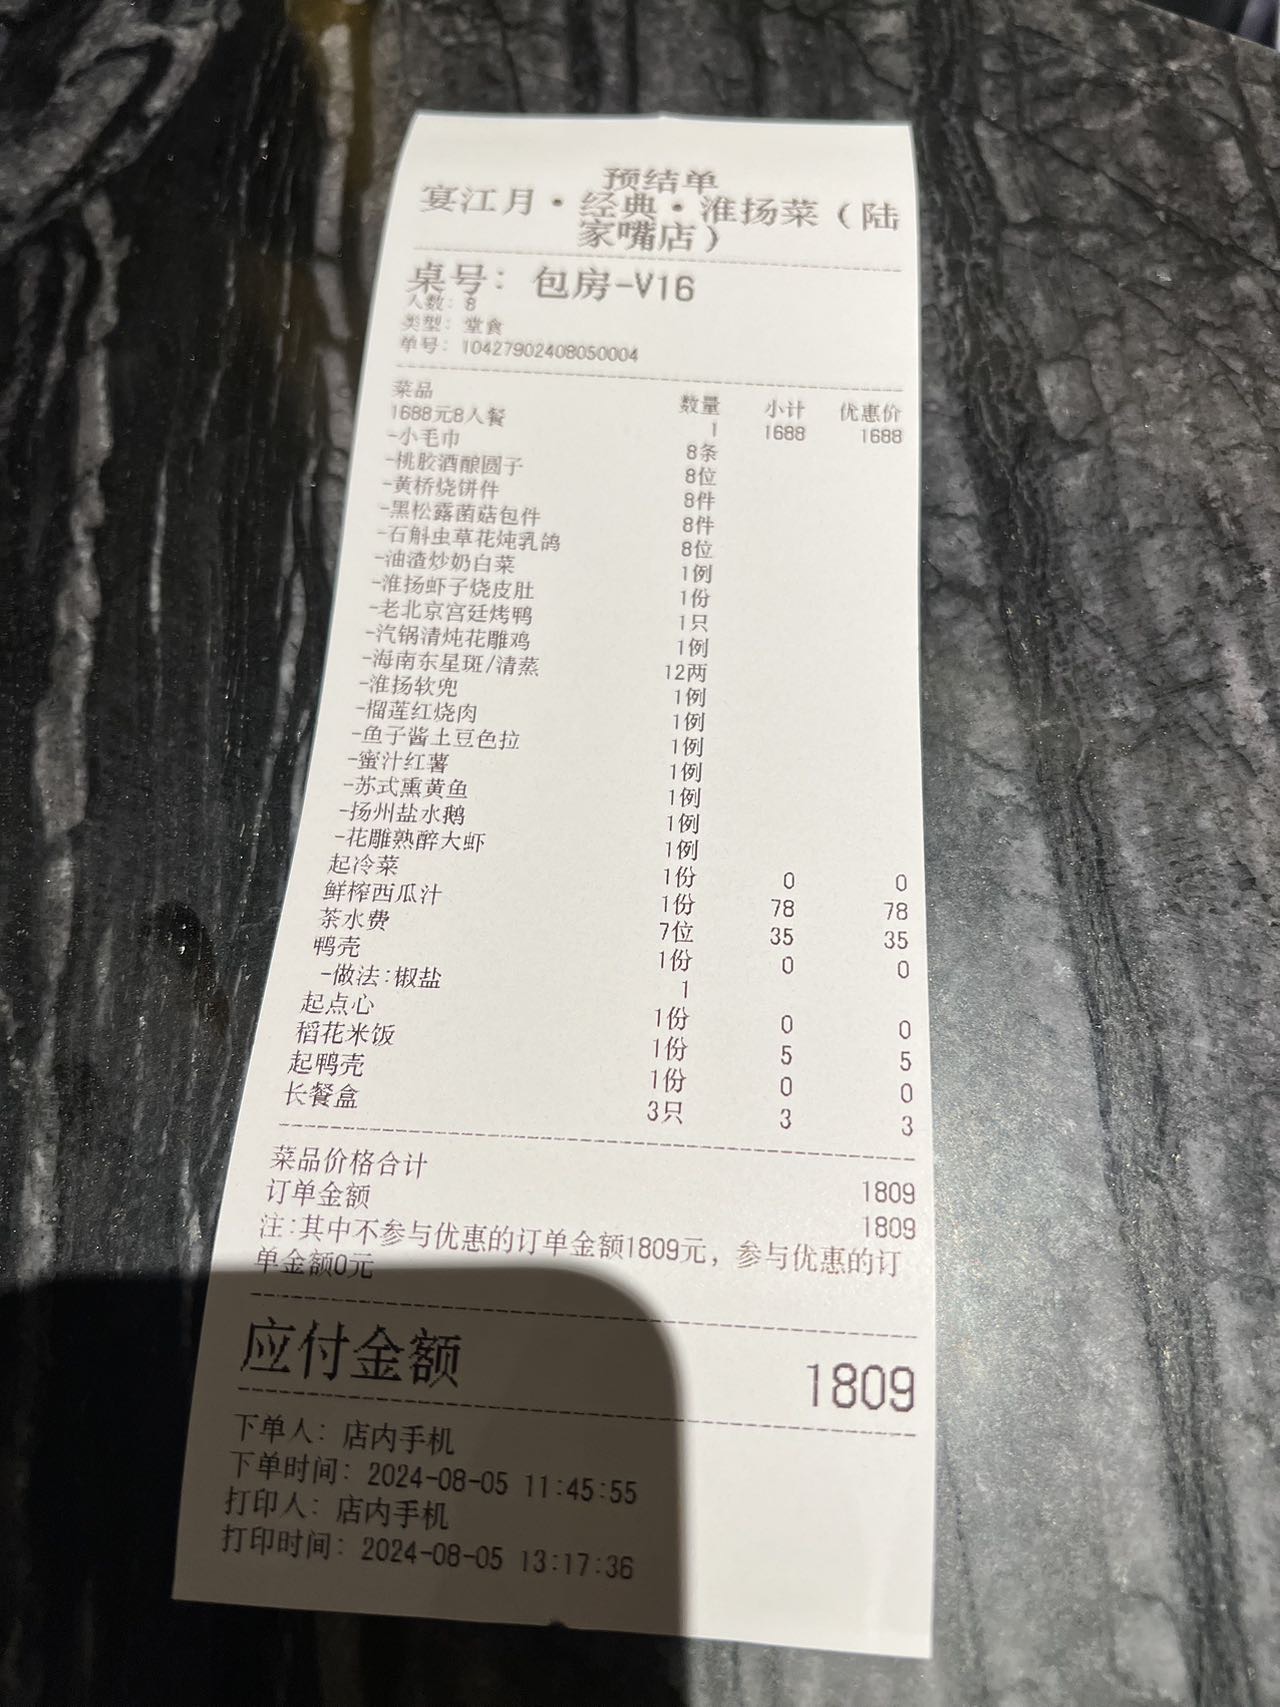 预结单
宴江月·经典·淮扬菜（陆
家嘴店）
桌号： 包房-V16
人数：8
类型：堂食
单号：10427902408050004
菜品 数量 小计 优惠价
1688元8人餐 1 1688 1688
-小毛巾 8条
-桃胶酒酿圆子 8位
-黄桥烧饼件 8件
-黑松露菌菇包件 8件
-石斛虫草花炖乳鸽 8位
-油渣炒奶白菜 1例
-淮扬虾子烧皮肚 1份
-老北京宫廷烤鸭 1只
-汽锅清炖花雕鸡 1例
-海南东星斑/清蒸 12两
-淮扬软兜 1例
-榴莲红烧肉 1例
-鱼子酱土豆色拉 1例
-蜜汁红薯 1例
-苏式熏黄鱼 1例
-扬州盐水鹅 1例
-花雕熟醉大虾 1例
起冷菜 1份 0 0
鲜榨西瓜汁 1份 78 78
茶水费 7位 35 35
鸭壳 1份 0 0
-做法:椒盐 1
起点心 1份 0 0
稻花米饭 1份 5 5
起鸭壳 1份 0 0
长餐盒 3只 3 3
菜品价格合计 1809
订单金额 1809
注:其中不参与优惠的订单金额1809元，参与优惠的订
单金额0元
应付金额 1809
下单人：店内手机
下单时间：2024-08-05 11:45:55
打印人：店内手机
打印时间：2024-08-05 13:17:36